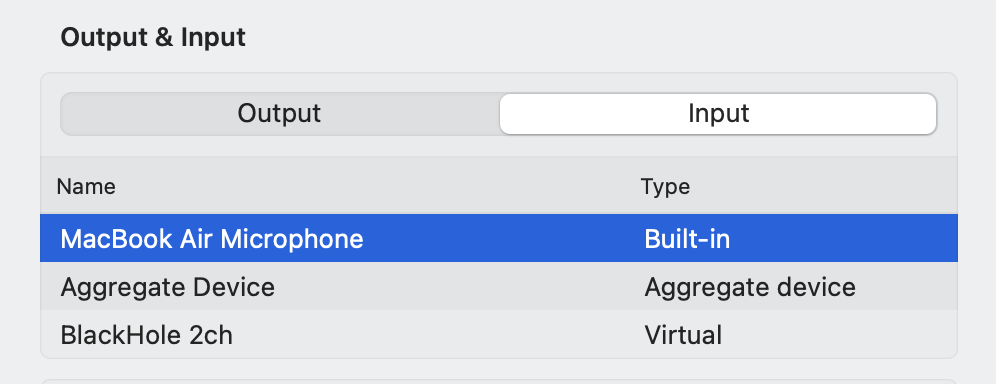 Output & Input
Output Input
Name Type
MacBook Air Microphone Built-in
Aggregate Device Aggregate device
BlackHole 2ch Virtual